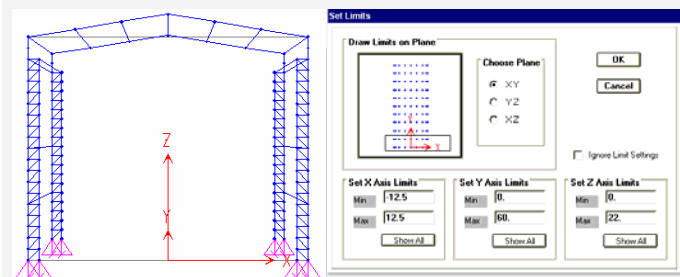 Z
Y
X
Set Limits
Draw Limits on Plane
Y
X
Choose Plane
XY
YZ
XZ
OK
Cancel
Ignore Limit Settings
Set X Axis Limits
Min -12.5
Max 12.5
Show All
Set Y Axis Limits
Min 0.
Max 60.
Show All
Set Z Axis Limits
Min 0.
Max 22.
Show All